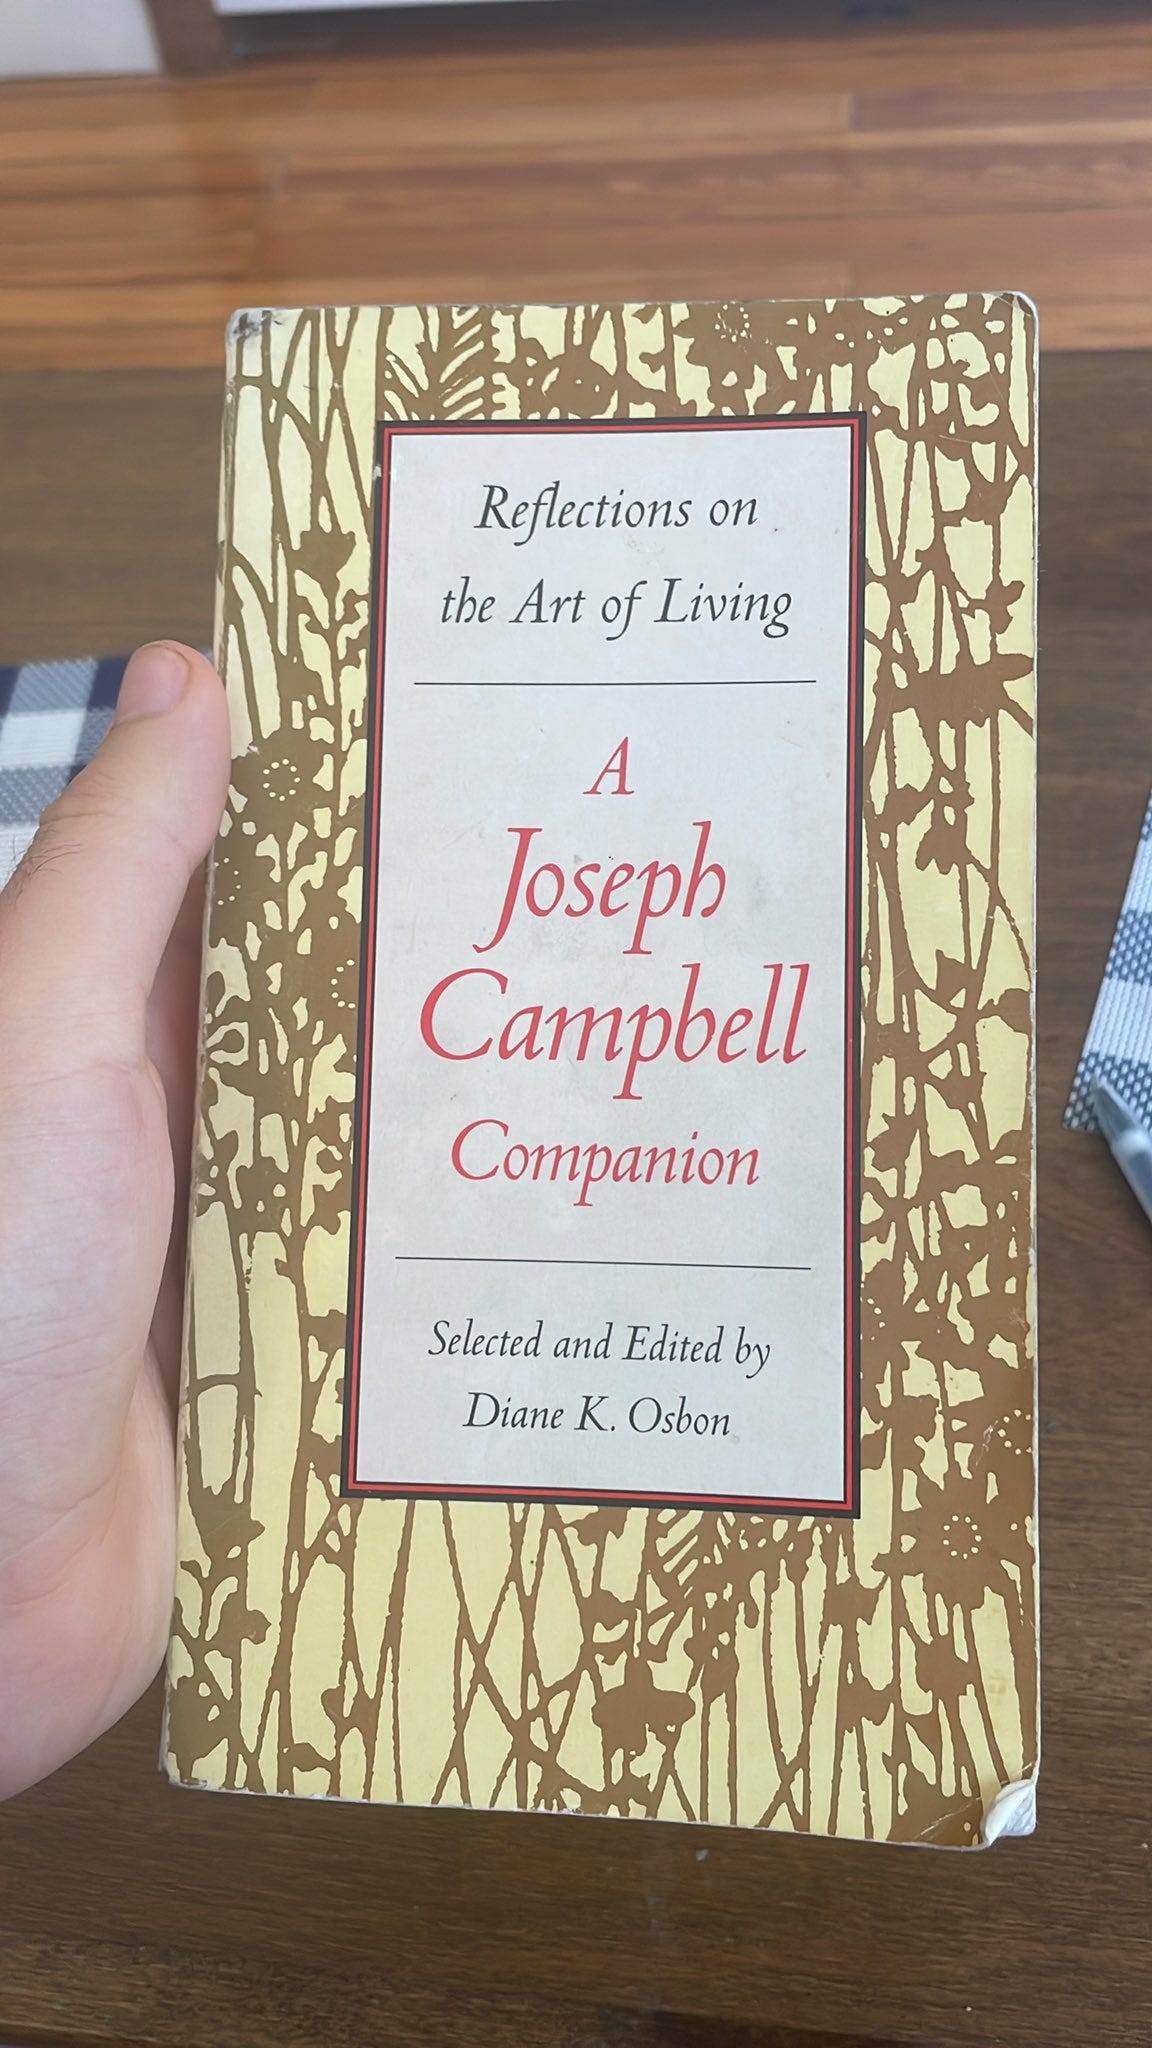 Reflections on
the Art of Living
A
Joseph
Campbell
Companion
Selected and Edited by
Diane K. Osbon